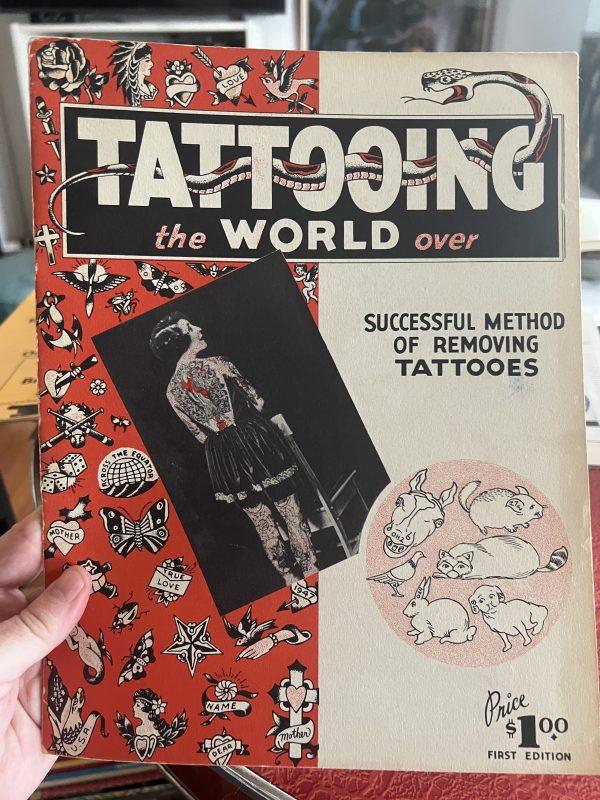 LOVE
TATTOOING
the WORLD over
SUCCESSFUL METHOD
OF REMOVING
TATTOOES
ACROSS THE EQUATOR
MOTHER
TRUE
LOVE
1947
NAME
U.S.A
DEAR
Mother
Price
$1.00
FIRST EDITION